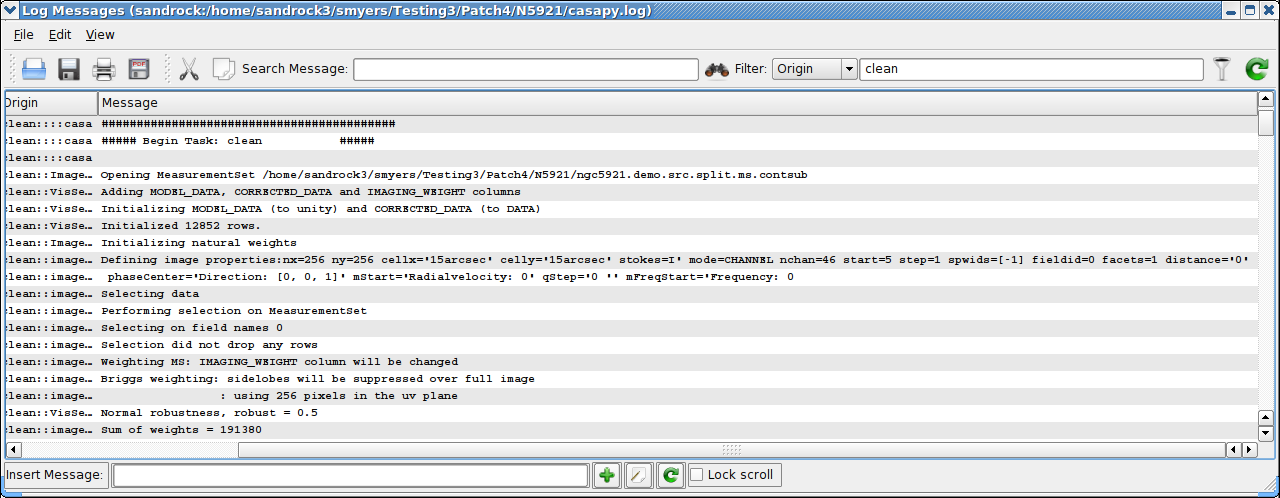 Log Messages (sandrock:/home/sandrock3/smyers/Testing3/Patch4/N5921/casapy.log)
File Edit View
PDF Search Message: Filter: Origin clean
Origin Message
clean::::casa ##########################################
clean::::casa ##### Begin Task: clean #####
clean::::casa
clean::Image… Opening MeasurementSet /home/sandrock3/smyers/Testing3/Patch4/N5921/ngc5921.demo.src.split.ms.contsub
clean::VisSe… Adding MODEL_DATA, CORRECTED_DATA and IMAGING_WEIGHT columns
clean::VisSe… Initializing MODEL_DATA (to unity) and CORRECTED_DATA (to DATA)
clean::VisSe… Initialized 12852 rows.
clean::Image… Initializing natural weights
clean::image… Defining image properties:nx=256 ny=256 cellx='15arcsec' celly='15arcsec' stokes=I' mode=CHANNEL nchan=46 start=5 step=1 spwids=[-1] fieldid=0 facets=1 distance='0'
clean::image… phaseCenter='Direction: [0, 0, 1]' mStart='Radialvelocity: 0' qStep='0 '' mFreqStart='Frequency: 0
clean::image… Selecting data
clean::image… Performing selection on MeasurementSet
clean::image… Selecting on field names 0
clean::image… Selection did not drop any rows
clean::image… Weighting MS: IMAGING_WEIGHT column will be changed
clean::image… Briggs weighting: sidelobes will be suppressed over full image
clean::image… : using 256 pixels in the uv plane
clean::VisSe… Normal robustness, robust = 0.5
clean::image… Sum of weights = 191380
Insert Message: Lock scroll